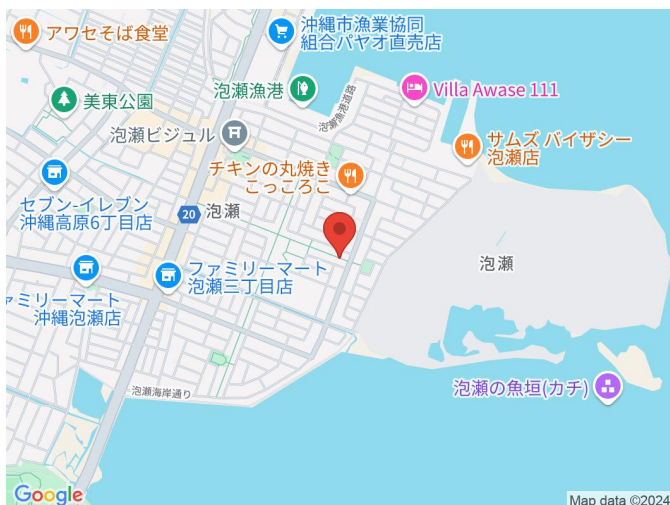 アワセそば食堂
沖縄市漁業協同
組合パヤオ直売店
美東公園
泡瀬漁港
泡瀬漁港道路
Villa Awase 111
泡瀬ビジュル
サムズ バイザシー
泡瀬店
チキンの丸焼き
こっころこ
セブン-イレブン
沖縄高原6丁目店
20
泡瀬
泡瀬
ファミリーマート
泡瀬三丁目店
ァミリーマート
沖縄泡瀬店
泡瀬の魚垣(カチ)
泡瀬海岸通り
Google
Map data ©2024